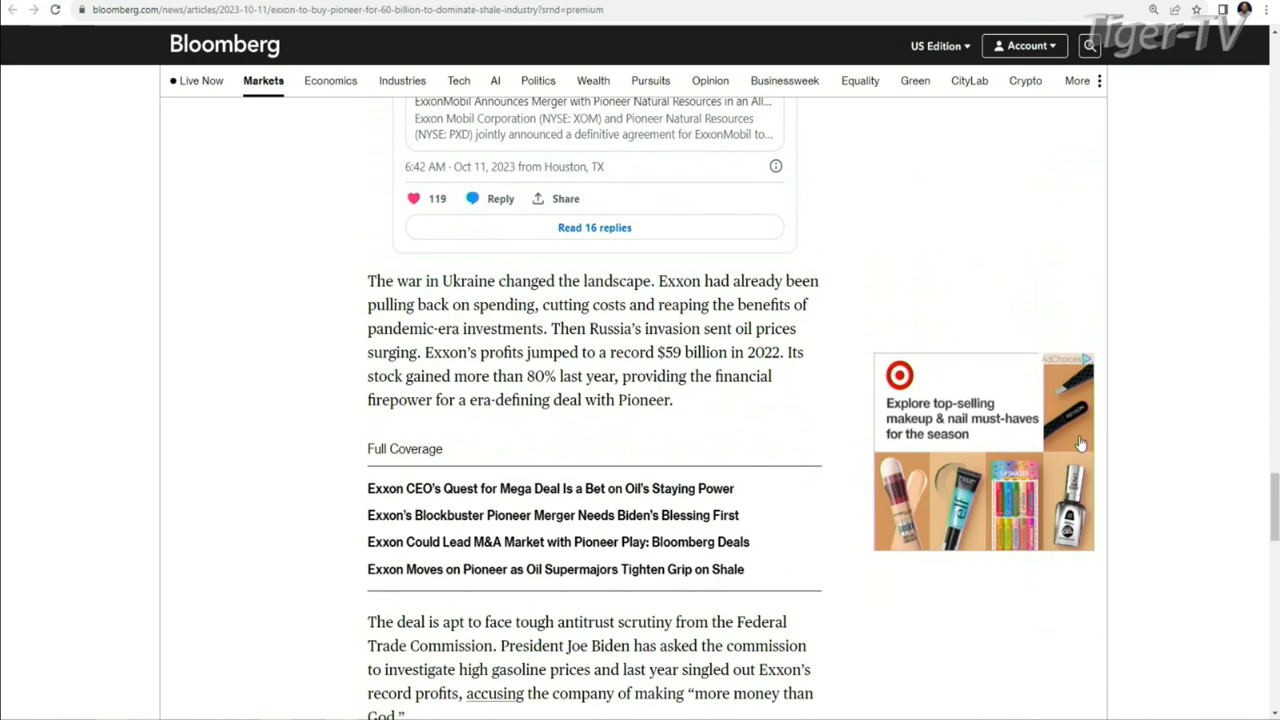 bloomberg.com/news/articles/2023-10-11/exxon-to-buy-pioneer-for-60-billion-to-dominate-shale-industry?srnd=premium
Tiger-TV
Bloomberg
US Edition
Account
Live Now
Markets
Economics
Industries
Tech
AI
Politics
Wealth
Pursuits
Opinion
Businessweek
Equality
Green
CityLab
Crypto
More
ExxonMobil Announces Merger with Pioneer Natural Resources in an All...
Exxon Mobil Corporation (NYSE: XOM) and Pioneer Natural Resources
(NYSE: PXD) jointly announced a definitive agreement for ExxonMobil to...
6:42 AM · Oct 11, 2023 from Houston, TX
119 Reply Share
Read 16 replies
The war in Ukraine changed the landscape. Exxon had already been
pulling back on spending, cutting costs and reaping the benefits of
pandemic-era investments. Then Russia's invasion sent oil prices
surging. Exxon's profits jumped to a record $59 billion in 2022. Its
stock gained more than 80% last year, providing the financial
firepower for a era-defining deal with Pioneer.
AdChoices
Explore top-selling
makeup & nail must-haves
for the season
REVLON
e.l.f.
Full Coverage
Exxon CEO's Quest for Mega Deal Is a Bet on Oil's Staying Power
Exxon's Blockbuster Pioneer Merger Needs Biden's Blessing First
Exxon Could Lead M&A Market with Pioneer Play: Bloomberg Deals
Exxon Moves on Pioneer as Oil Supermajors Tighten Grip on Shale
The deal is apt to face tough antitrust scrutiny from the Federal
Trade Commission. President Joe Biden has asked the commission
to investigate high gasoline prices and last year singled out Exxon's
record profits, accusing the company of making “more money than
God.”